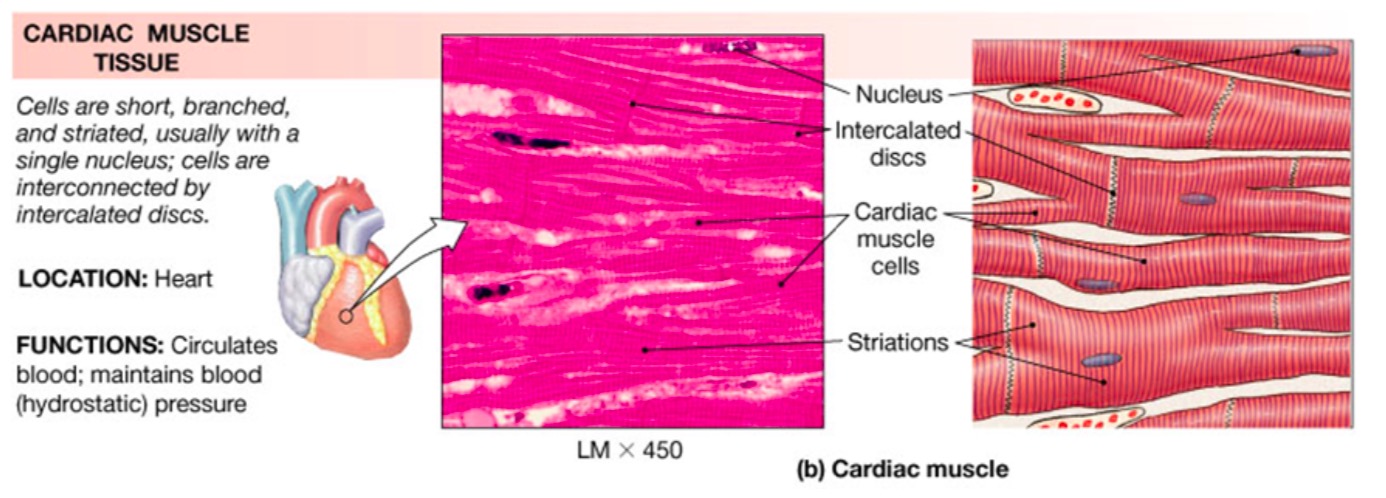 CARDIAC MUSCLE
TISSUE
Cells are short, branched,
and striated, usually with a
single nucleus; cells are
interconnected by
intercalated discs.
LOCATION: Heart
FUNCTIONS: Circulates
blood; maintains blood
(hydrostatic) pressure
Nucleus
Intercalated
discs
Cardiac
muscle
cells
Striations
LM × 450
(b) Cardiac muscle